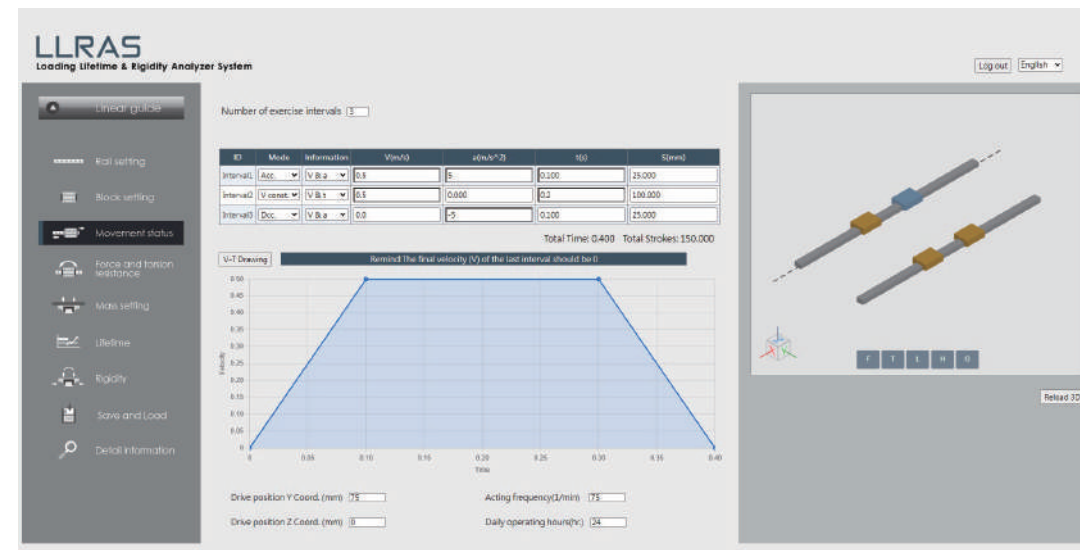 LLRAS
Loading Lifetime & Rigidity Analyzer System
Log out English
Linear guide
Number of exercise intervals 3
Rail setting
Block setting
Movement status
Force and torsion resistance
Mass setting
Lifetime
Rigidity
Save and Load
Detail information
ID Mode Information V(m/s) a(m/s^2) t(s) S(mm)
Interval1 Acc. V & a 0.5 5 0.100 25.000
Interval2 V const. V & t 0.5 0.000 0.2 100.000
Interval3 Dcc. V & a 0.0 -5 0.100 25.000
Total Time: 0.400 Total Strokes: 150.000
V-T Drawing Remind The final velocity (V) of the last interval should be 0
0.50
0.45
0.40
0.35
0.30
0.25
0.20
0.15
0.10
0.05
0
Velocity
0 0.05 0.10 0.15 0.20 0.25 0.30 0.35 0.40
Time
Drive position Y Coord. (mm) 75 Acting frequency(1/min) 75
Drive position Z Coord. (mm) 0 Daily operating hours(hr.) 24
F T L H
Reload 3D